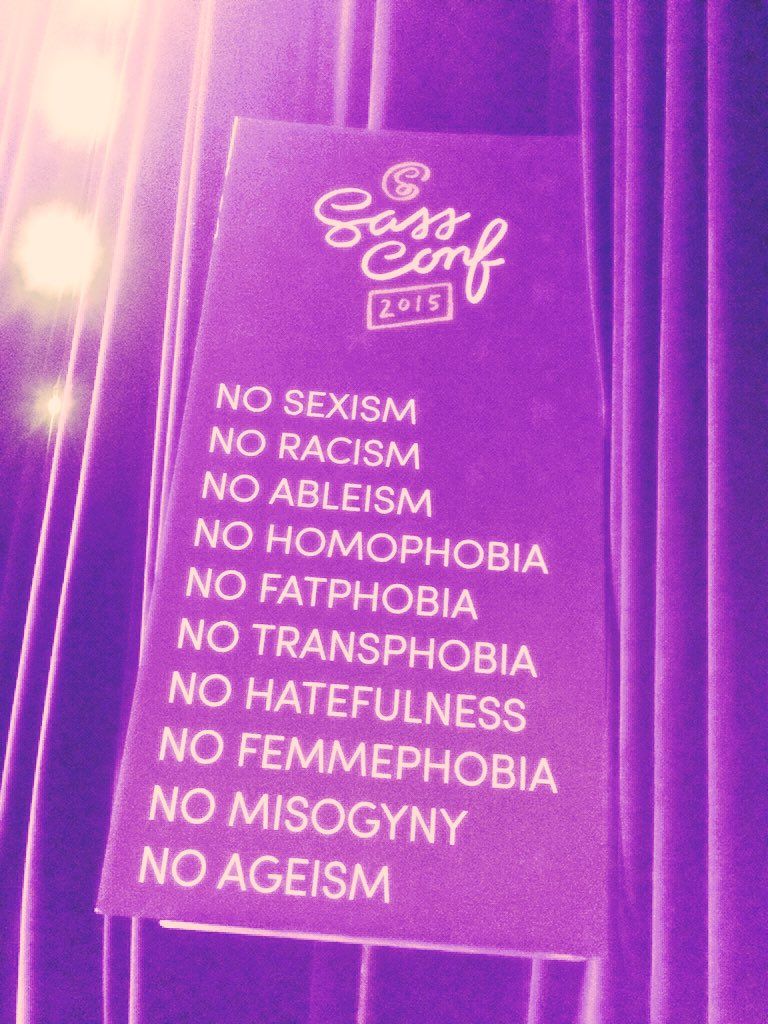 Sass
Conf
2015
NO SEXISM
NO RACISM
NO ABLEISM
NO HOMOPHOBIA
NO FATPHOBIA
NO TRANSPHOBIA
NO HATEFULNESS
NO FEMMEPHOBIA
NO MISOGYNY
NO AGEISM